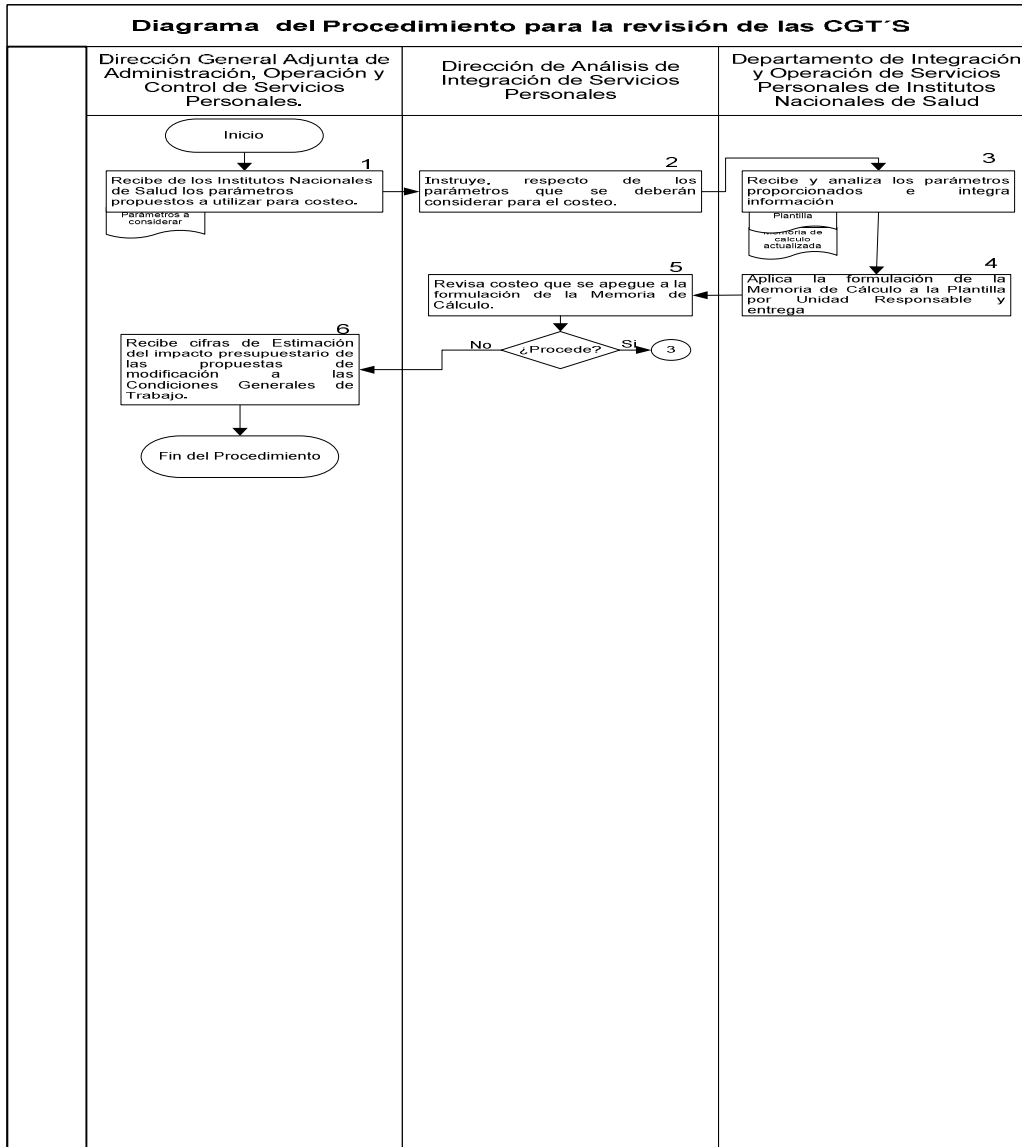 Diagrama del Procedimiento para la revisión de las CGT´S
Dirección General Adjunta de
Administración, Operación y
Control de Servicios
Personales.
Dirección de Análisis de
Integración de Servicios
Personales
Departamento de Integración
y Operación de Servicios
Personales de Institutos
Nacionales de Salud
Inicio
1
Recibe de los Institutos Nacionales
de Salud los parámetros
propuestos a utilizar para costeo.
Parámetros a
considerar
2
Instruye, respecto de los
parámetros que se deberán
considerar para el costeo.
3
Recibe y analiza los parámetros
proporcionados e integra
información
Plantilla
Memoria de
calculo
actualizada
4
Aplica la formulación de la
Memoria de Cálculo a la Plantilla
por Unidad Responsable y
entrega
5
Revisa costeo que se apegue a la
formulación de la Memoria de
Cálculo.
¿Procede?
No
Si
3
6
Recibe cifras de Estimación
del impacto presupuestario de
las propuestas de
modificación a las
Condiciones Generales de
Trabajo.
Fin del Procedimiento